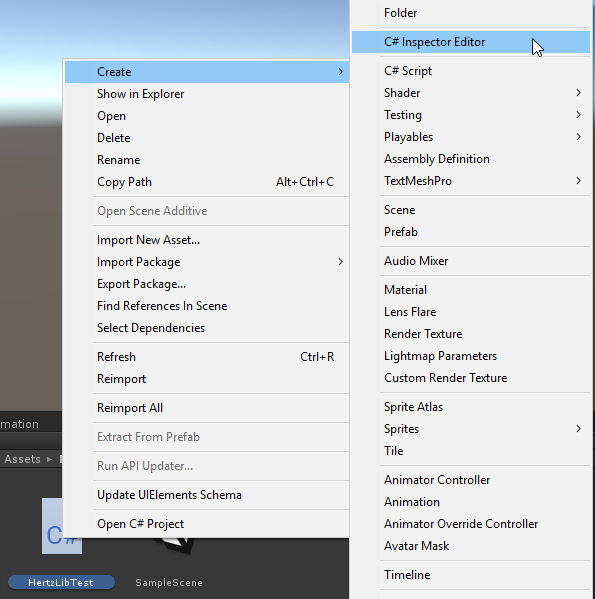 Create
Show in Explorer
Open
Delete
Rename
Copy Path Alt+Ctrl+C
Open Scene Additive
Import New Asset...
Import Package
Export Package...
Find References In Scene
Select Dependencies
Refresh Ctrl+R
Reimport
Reimport All
Extract From Prefab
Run API Updater...
Update UIElements Schema
Open C# Project
Folder
C# Inspector Editor
C# Script
Shader
Testing
Playables
Assembly Definition
TextMeshPro
Scene
Prefab
Audio Mixer
Material
Lens Flare
Render Texture
Lightmap Parameters
Custom Render Texture
Sprite Atlas
Sprites
Tile
Animator Controller
Animation
Animator Override Controller
Avatar Mask
Timeline
mation
Assets
C#
HertzLibTest
SampleScene